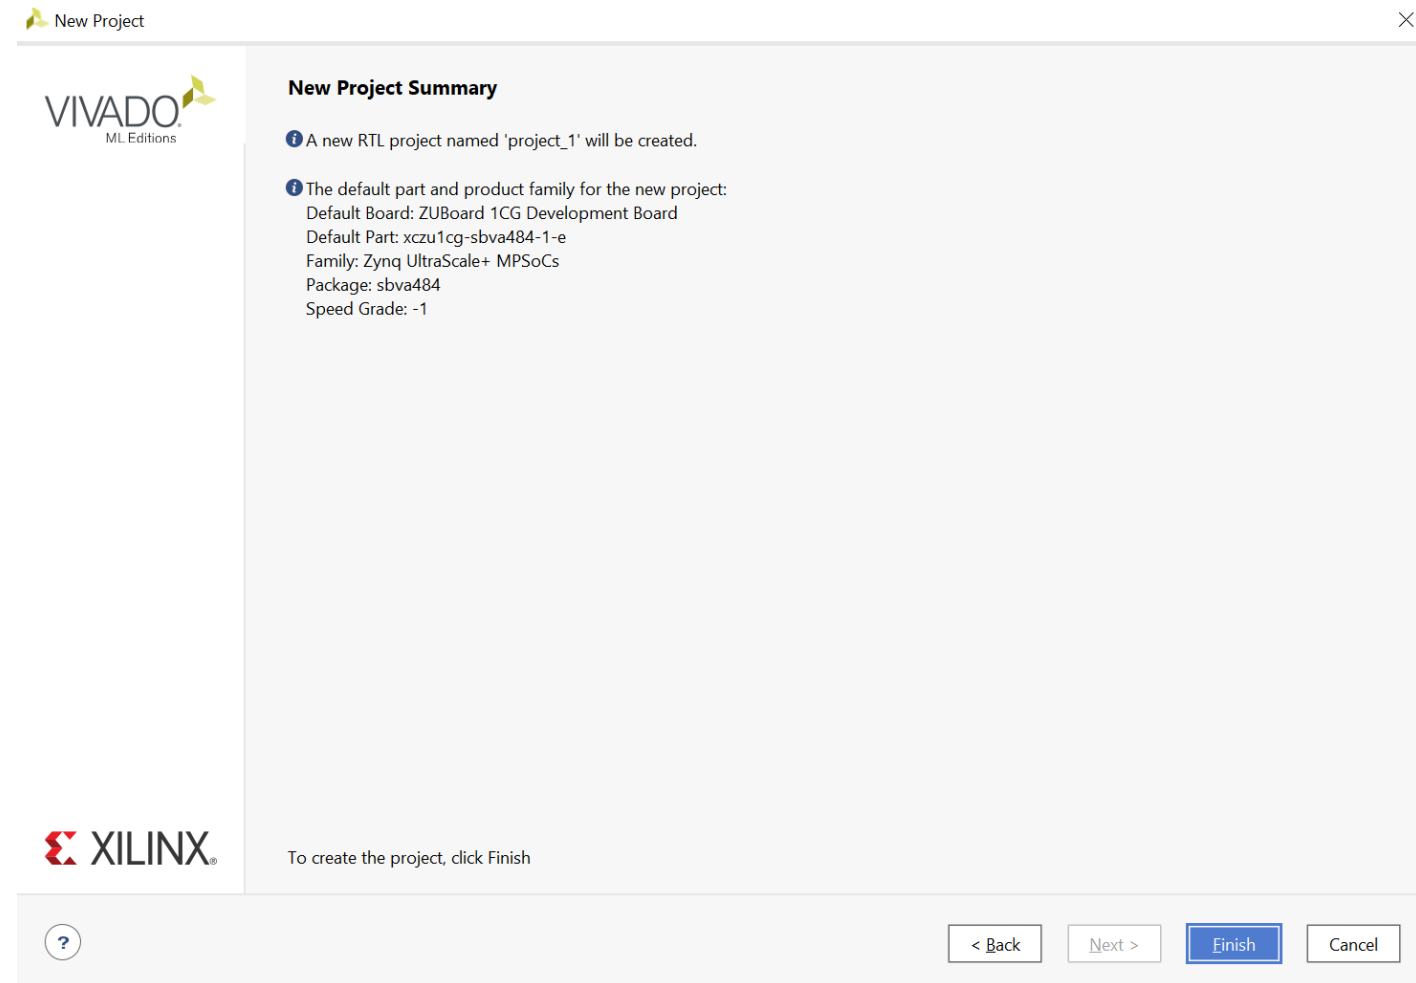 New Project
VIVADO.
ML Editions
New Project Summary
i A new RTL project named 'project_1' will be created.
i The default part and product family for the new project:
Default Board: ZUBoard 1CG Development Board
Default Part: xczu1cg-sbva484-1-e
Family: Zynq UltraScale+ MPSoCs
Package: sbva484
Speed Grade: -1
XILINX®
To create the project, click Finish
?
< Back
Next >
Finish
Cancel